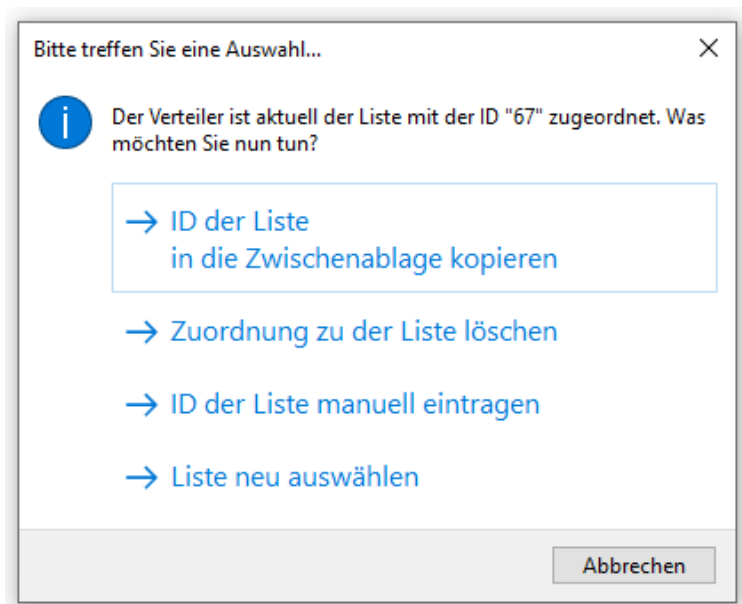 Bitte treffen Sie eine Auswahl...
Der Verteiler ist aktuell der Liste mit der ID "67" zugeordnet. Was
möchten Sie nun tun?
ID der Liste
in die Zwischenablage kopieren
Zuordnung zu der Liste löschen
ID der Liste manuell eintragen
Liste neu auswählen
Abbrechen